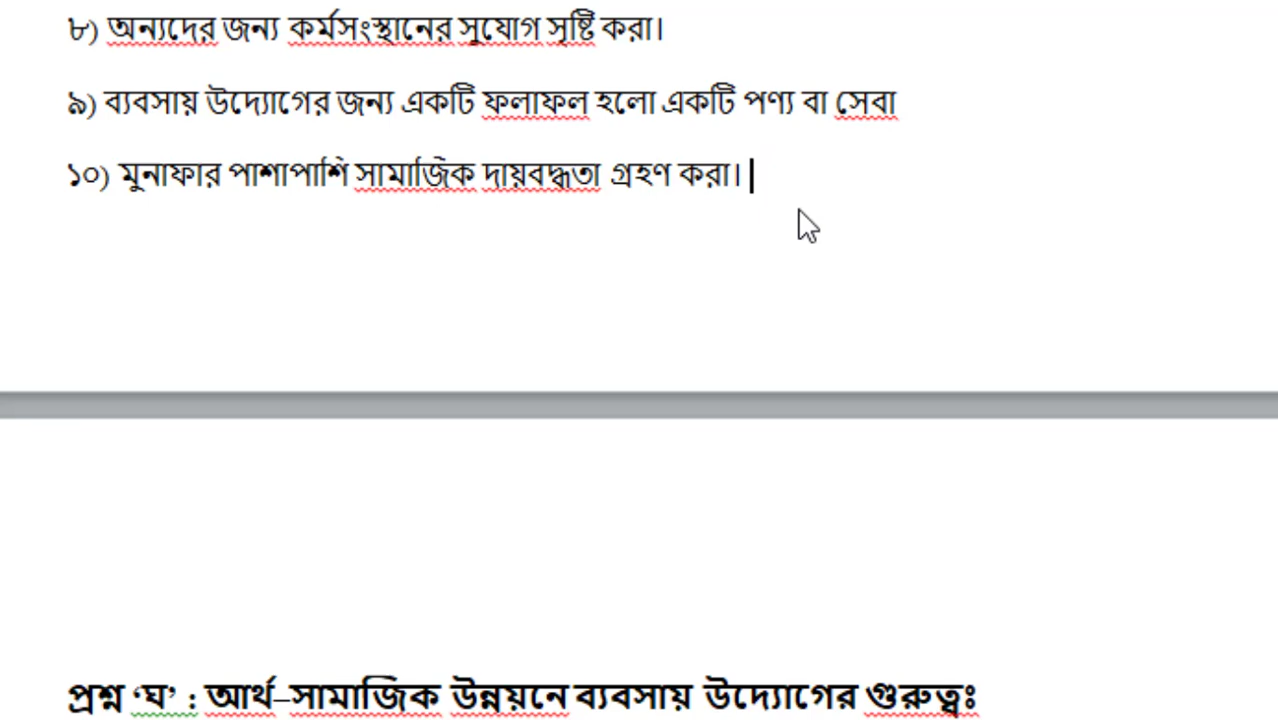 ৮) অন্যদের জন্য কর্মসংস্থানের সুযোগ সৃষ্টি করা।
৯) ব্যবসায় উদ্যোগের জন্য একটি ফলাফল হলো একটি পণ্য বা সেবা
১০) মুনাফার পাশাপাশি সামাজিক দায়বদ্ধতা গ্রহণ করা।
প্রশ্ন ‘ঘ’ : আর্থ–সামাজিক উন্নয়নে ব্যবসায় উদ্যোগের গুরুত্বঃ